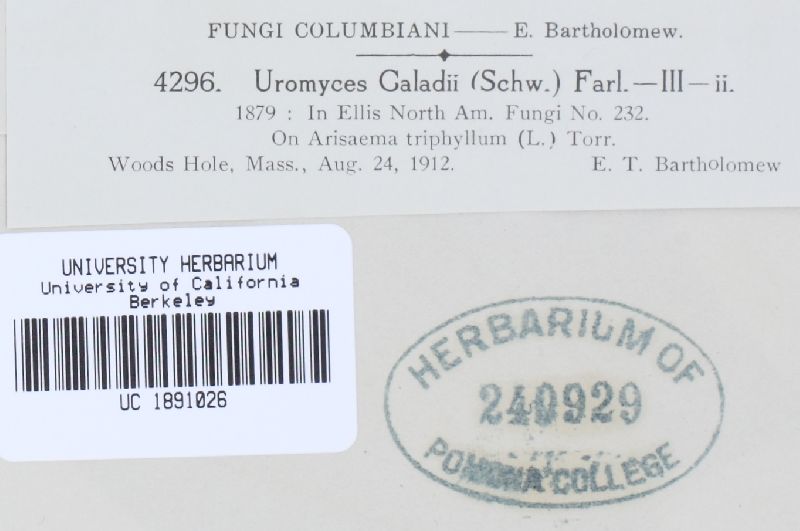 FUNGI COLUMBIANI — E. Bartholomew.
4296. Uromyces Caladii (Schw.) Farl. — III — ii.
1879 : In Ellis North Am. Fungi No. 232.
On Arisaema triphyllum (L.) Torr.
Woods Hole, Mass., Aug. 24, 1912. E. T. Bartholomew
UNIVERSITY HERBARIUM
University of California
Berkeley
UC 1891026
HERBARIUM OF
240929
POMONA COLLEGE